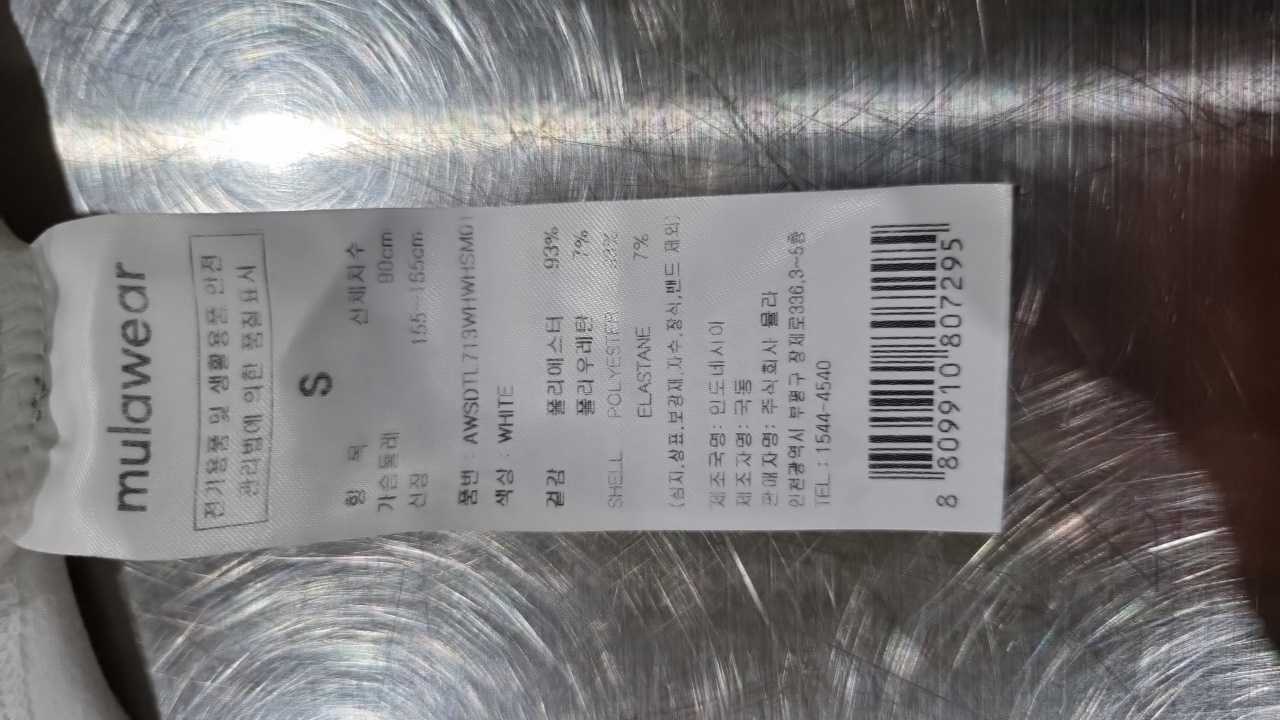 mulawear
전기용품 및 생활용품 안전
관리법에 의한 품질표시
S
항 목 신체치수
가슴둘레 90cm
신장 155~165cm
품번 : AWSDTL713WHWHSM01
색상 : WHITE
겉감 폴리에스터 93%
폴리우레탄 7%
SHELL POLYESTER 93%
ELASTANE 7%
(심지,상표,보강재,자수,장식,밴드 제외)
제조국명 : 인도네시아
제조자명 : 국동
판매자명 : 주식회사 뮬라
인천광역시 부평구 장제로336,3~5층
TEL : 1544-4540
8 809910 807295